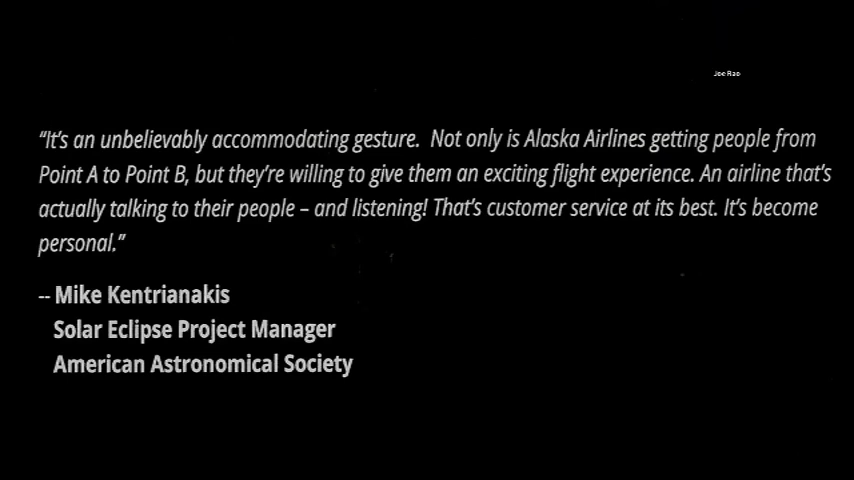 Joe Rao
“It’s an unbelievably accommodating gesture.  Not only is Alaska Airlines getting people from
Point A to Point B, but they’re willing to give them an exciting flight experience. An airline that’s
actually talking to their people – and listening! That’s customer service at its best. It’s become
personal.”
-- Mike Kentrianakis
Solar Eclipse Project Manager
American Astronomical Society